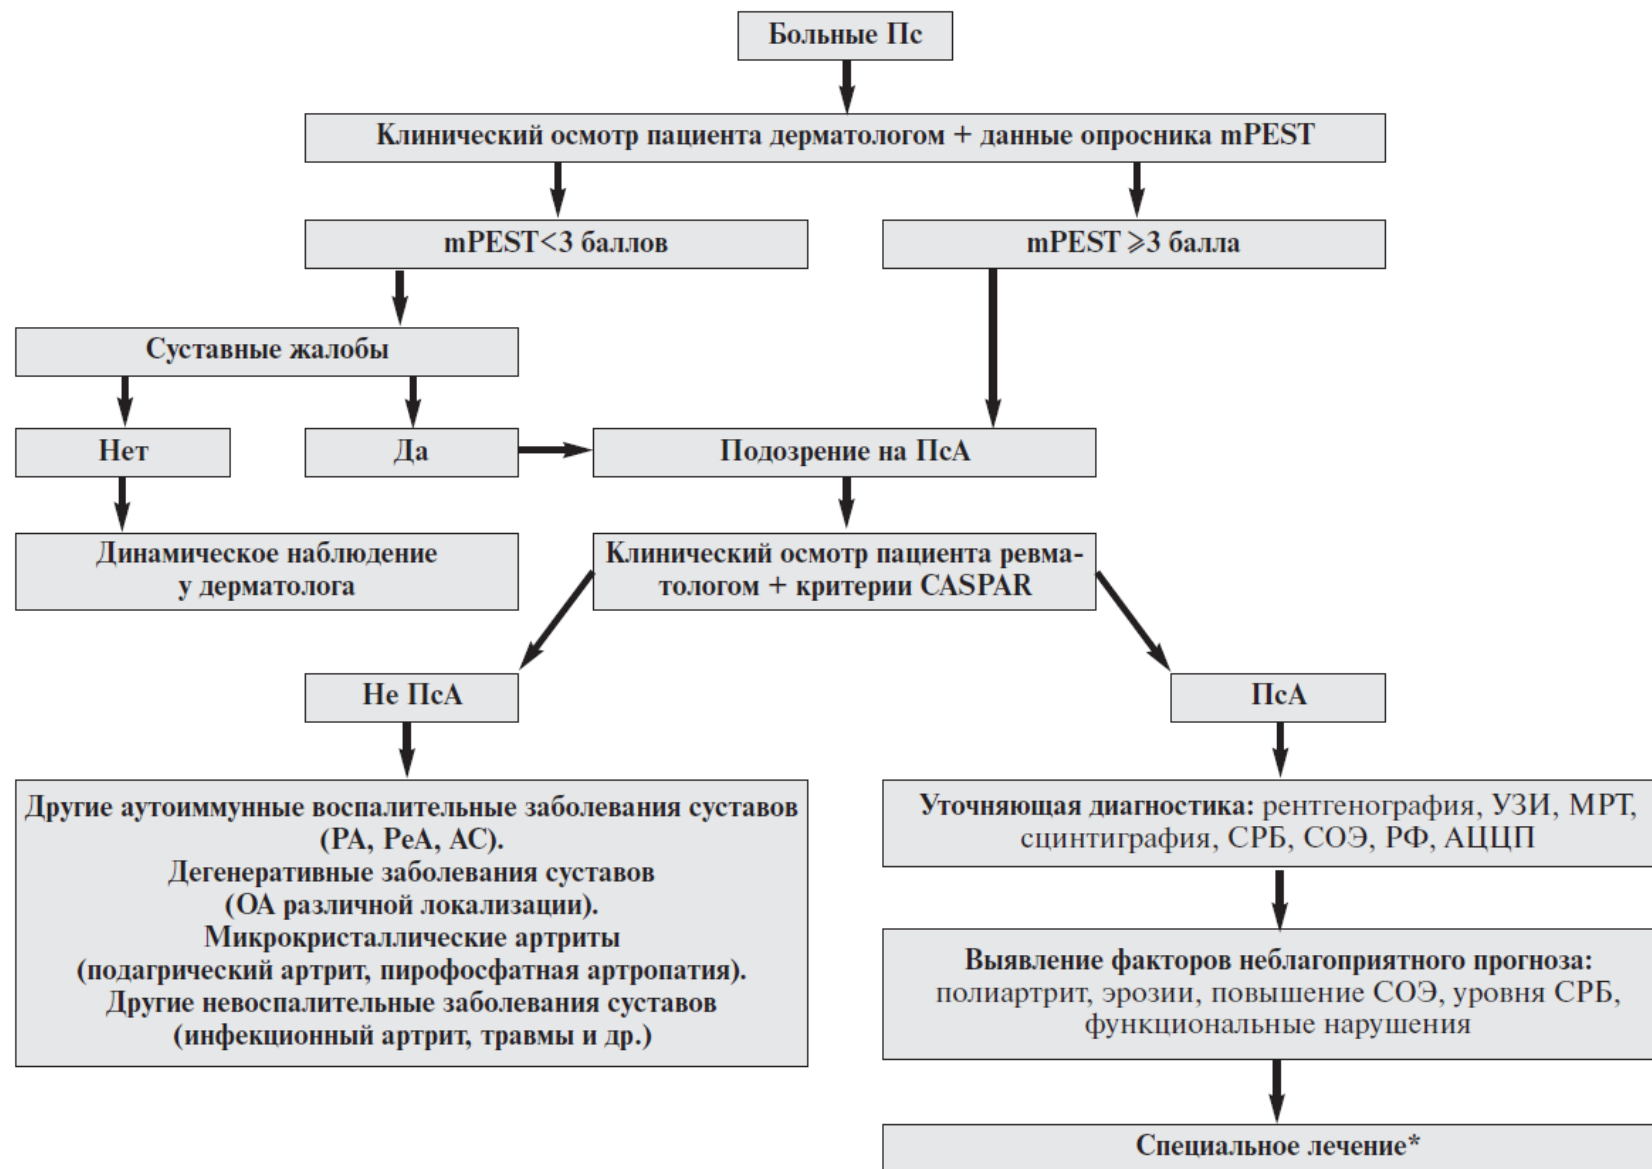 Больные Пс
Клинический осмотр пациента дерматологом + данные опросника mPEST
mPEST<3 баллов
mPEST ⩾3 балла
Суставные жалобы
Нет
Да
Подозрение на ПсА
Динамическое наблюдение
у дерматолога
Клинический осмотр пациента ревма-
тологом + критерии CASPAR
Не ПсА
ПсА
Другие аутоиммунные воспалительные заболевания суставов
(РА, РеА, АС).
Дегенеративные заболевания суставов
(ОА различной локализации).
Микрокристаллические артриты
(подагрический артрит, пирофосфатная артропатия).
Другие невоспалительные заболевания суставов
(инфекционный артрит, травмы и др.)
Уточняющая диагностика: рентгенография, УЗИ, МРТ,
сцинтиграфия, СРБ, СОЭ, РФ, АЦЦП
Выявление факторов неблагоприятного прогноза:
полиартрит, эрозии, повышение СОЭ, уровня СРБ,
функциональные нарушения
Специальное лечение*